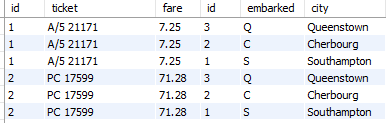 id ticket fare id embarked city
1 A/5 21171 7.25 3 Q Queenstown
1 A/5 21171 7.25 2 C Cherbourg
1 A/5 21171 7.25 1 S Southampton
2 PC 17599 71.28 3 Q Queenstown
2 PC 17599 71.28 2 C Cherbourg
2 PC 17599 71.28 1 S Southampton